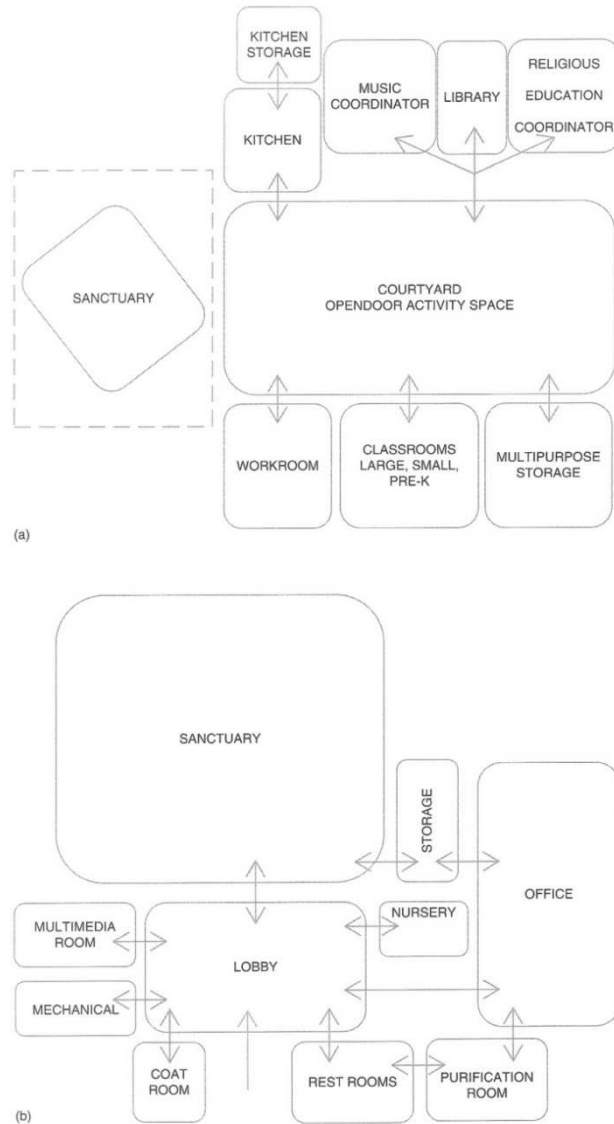 KITCHEN
STORAGE
MUSIC
COORDINATOR
LIBRARY
RELIGIOUS
EDUCATION
COORDINATOR
KITCHEN
SANCTUARY
COURTYARD
OPENDOOR ACTIVITY SPACE
WORKROOM
CLASSROOMS
LARGE, SMALL,
PRE-K
MULTIPURPOSE
STORAGE
(a)
SANCTUARY
STORAGE
OFFICE
MULTIMEDIA
ROOM
LOBBY
NURSERY
MECHANICAL
COAT
ROOM
REST ROOMS
PURIFICATION
ROOM
(b)